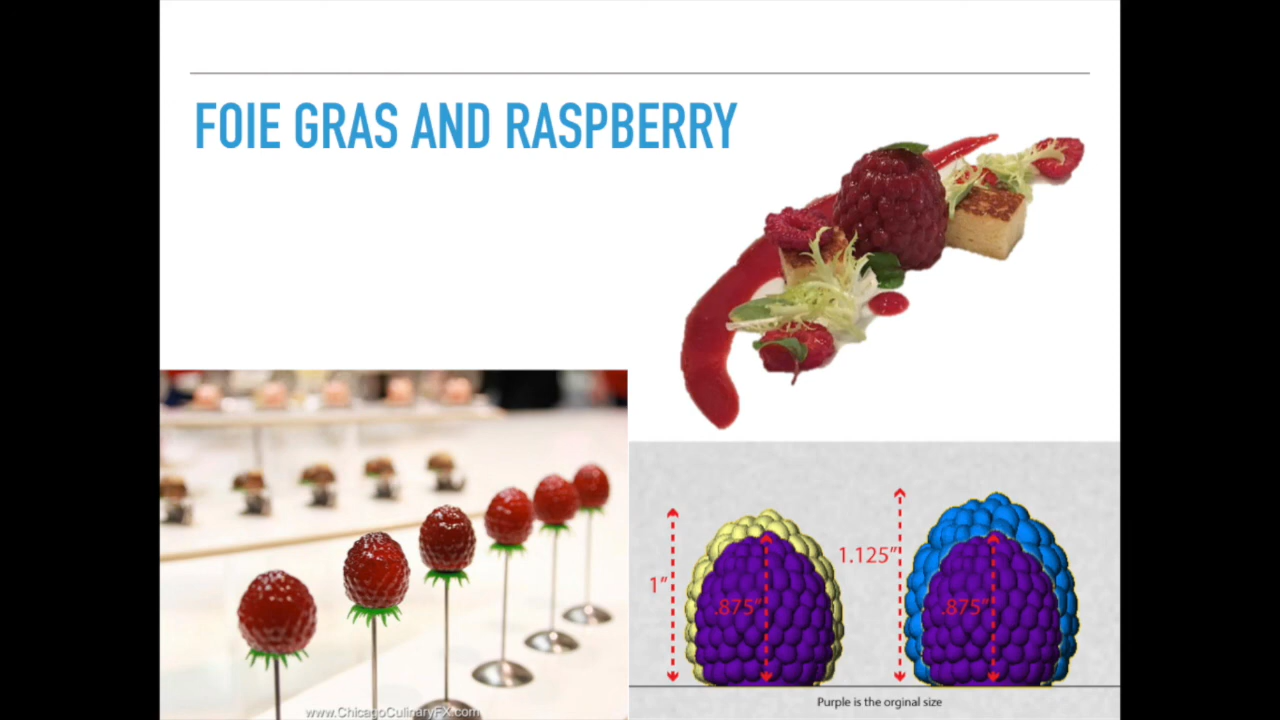 FOIE GRAS AND RASPBERRY
1"
.875"
1.125"
.875"
Purple is the orginal size
www.ChicagoCulinaryFX.com